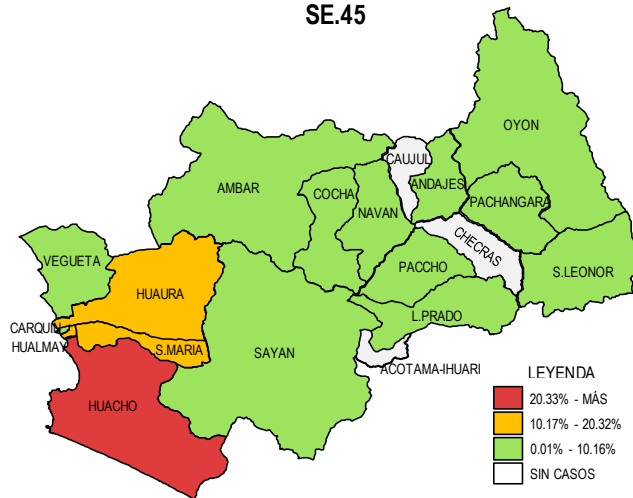 SE.45
OYON
CAUJUL
AMBAR
COCHA
ANDAJES
NAVAN
PACHANGARA
CHECRAS
VEGUETA
PACCHO
S.LEONOR
HUAURA
L.PRADO
CARQUIN
HUALMAY
S.MARIA
SAYAN
ACOTAMA-IHUARI
HUACHO
LEYENDA
20.33% - MÁS
10.17% - 20.32%
0.01% - 10.16%
SIN CASOS